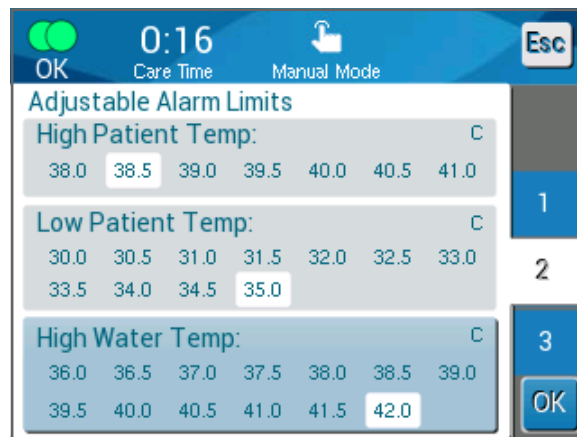 0:16
Esc
OK Care Time Manual Mode
Adjustable Alarm Limits
High Patient Temp: C
38.0 38.5 39.0 39.5 40.0 40.5 41.0
1
Low Patient Temp: C
30.0 30.5 31.0 31.5 32.0 32.5 33.0
2
33.5 34.0 34.5 35.0
High Water Temp: C
3
36.0 36.5 37.0 37.5 38.0 38.5 39.0
39.5 40.0 40.5 41.0 41.5 42.0
OK